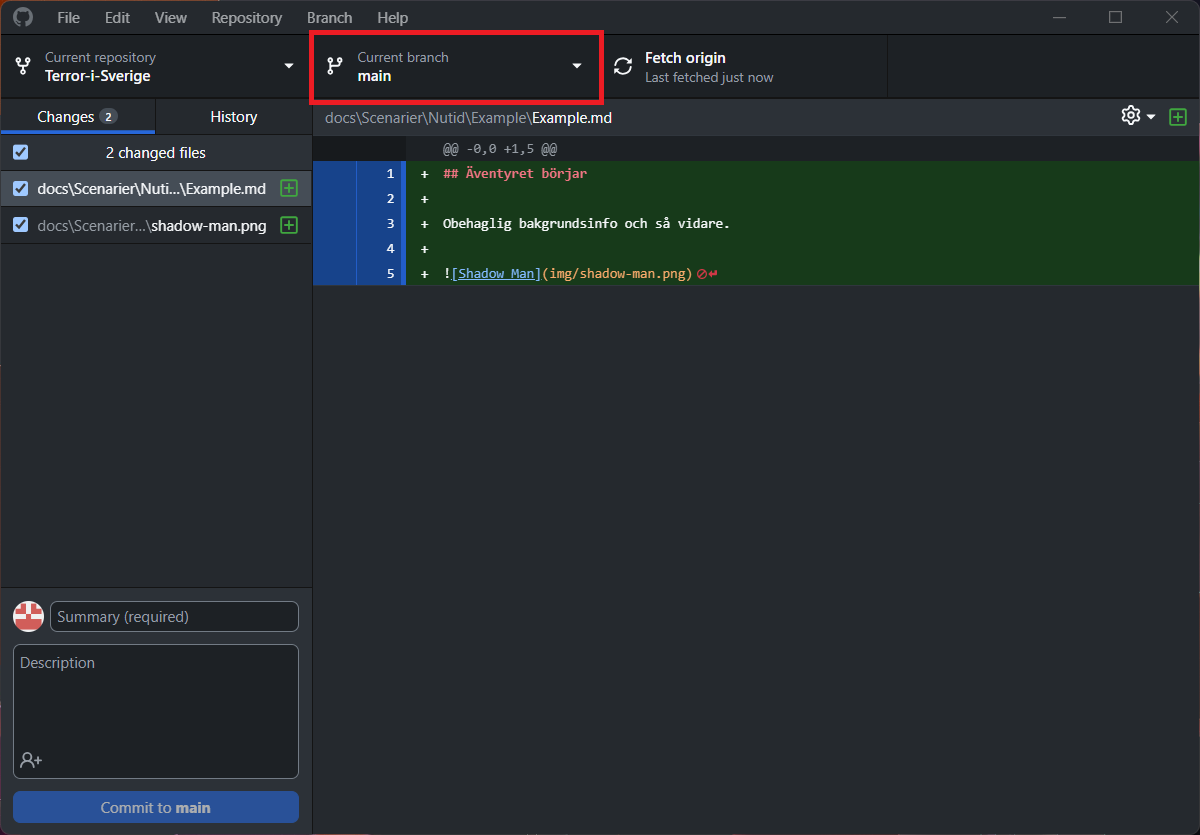 File Edit View Repository Branch Help
Current repository
Terror-i-Sverige
Current branch
main
Fetch origin
Last fetched just now
Changes 2
History
docs\Scenarier\Nutid\Example\Example.md
2 changed files
docs\Scenarier\Nuti...\Example.md
docs\Scenarier...\shadow-man.png
@@ -0,0 +1,5 @@
1 + ## Äventyret börjar
2 +
3 + Obehaglig bakgrundsinfo och så vidare.
4 +
5 + ![Shadow Man](img/shadow-man.png)
Summary (required)
Description
Commit to main